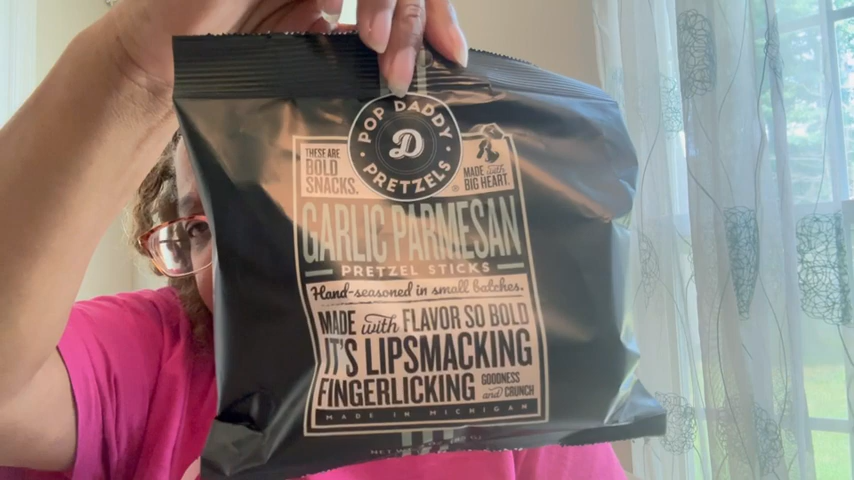 POP DADDY
D
PRETZELS
®
THESE ARE
BOLD
SNACKS.
MADE with
BIG HEART.
GARLIC PARMESAN
PRETZEL STICKS
Hand-seasoned in small batches.
MADE with FLAVOR SO BOLD
IT'S LIPSMACKING
FINGERLICKING GOODNESS
and CRUNCH
MADE IN MICHIGAN